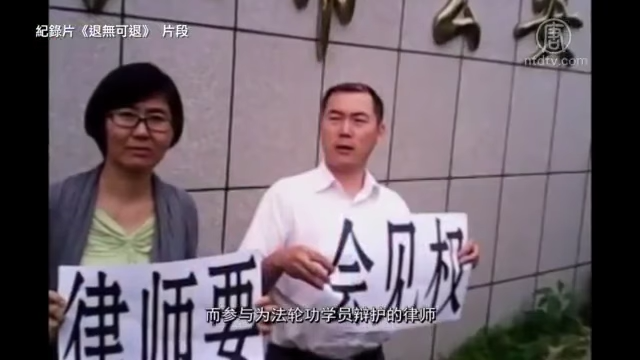 紀錄片《退無可退》 片段
ntdtv.com
律师要
会见权
而参与为法轮功学员辩护的律师